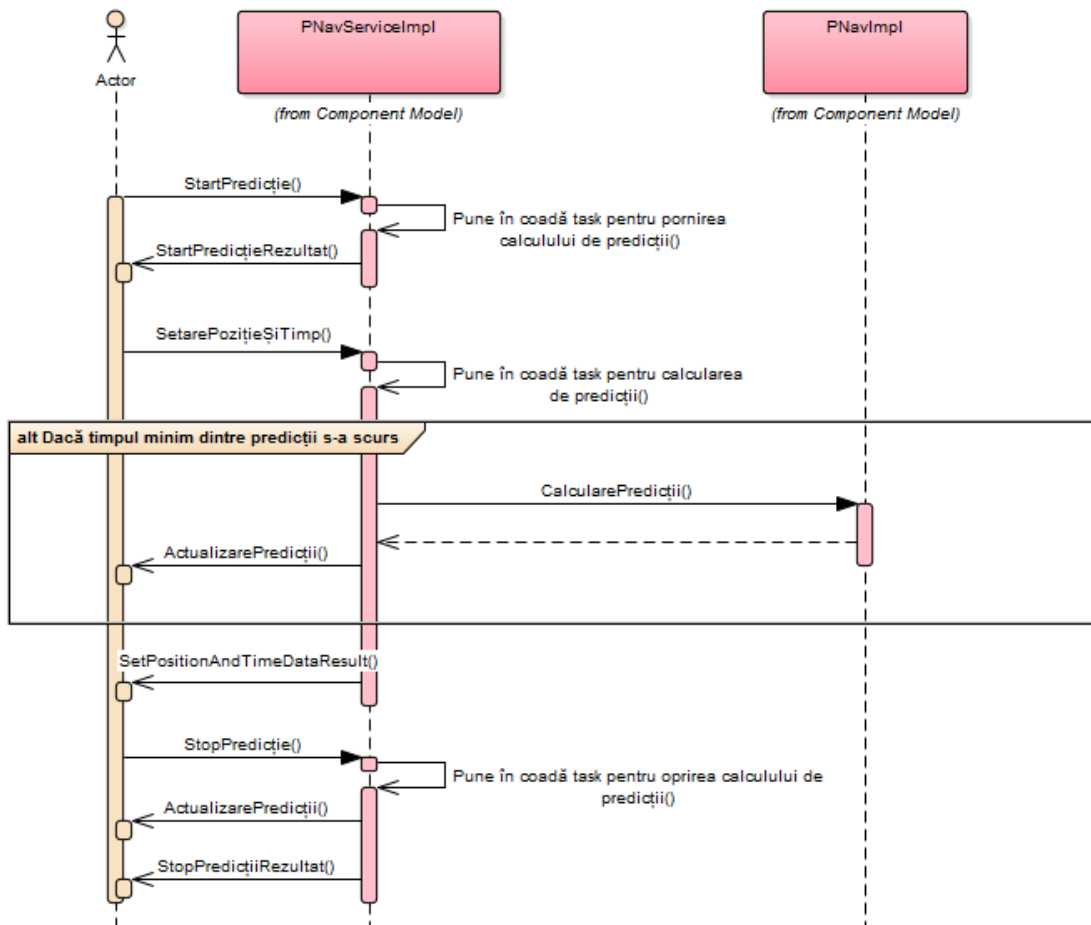 PNavServiceImpl
PNavImpl
Actor
(from Component Model)
(from Component Model)
StartPredicție()
Pune în coadă task pentru pornirea
calculului de predicții()
StartPredicțieRezultat()
SetarePozițieȘiTimp()
Pune în coadă task pentru calcularea
de predicții()
alt Dacă timpul minim dintre predicții s-a scurs
CalcularePredicții()
ActualizarePredicții()
SetPositionAndTimeDataResult()
StopPredicție()
Pune în coadă task pentru oprirea calculului de
predicții()
ActualizarePredicții()
StopPredicțiiRezultat()